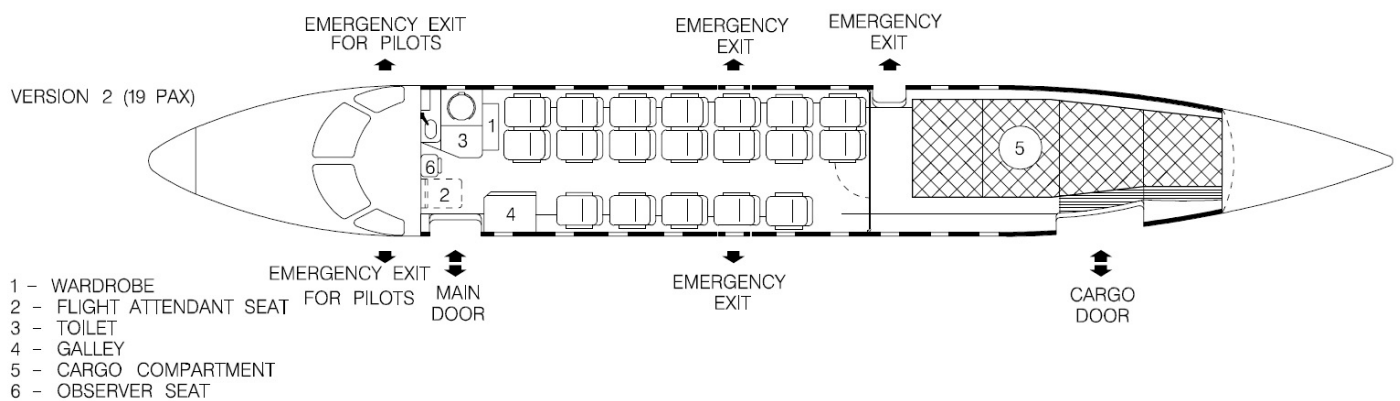 EMERGENCY EXIT
FOR PILOTS
EMERGENCY
EXIT
EMERGENCY
EXIT
VERSION 2 (19 PAX)
1
3
6
2
4
5
EMERGENCY EXIT
FOR PILOTS
MAIN
DOOR
EMERGENCY
EXIT
CARGO
DOOR
1 - WARDROBE
2 - FLIGHT ATTENDANT SEAT
3 - TOILET
4 - GALLEY
5 - CARGO COMPARTMENT
6 - OBSERVER SEAT